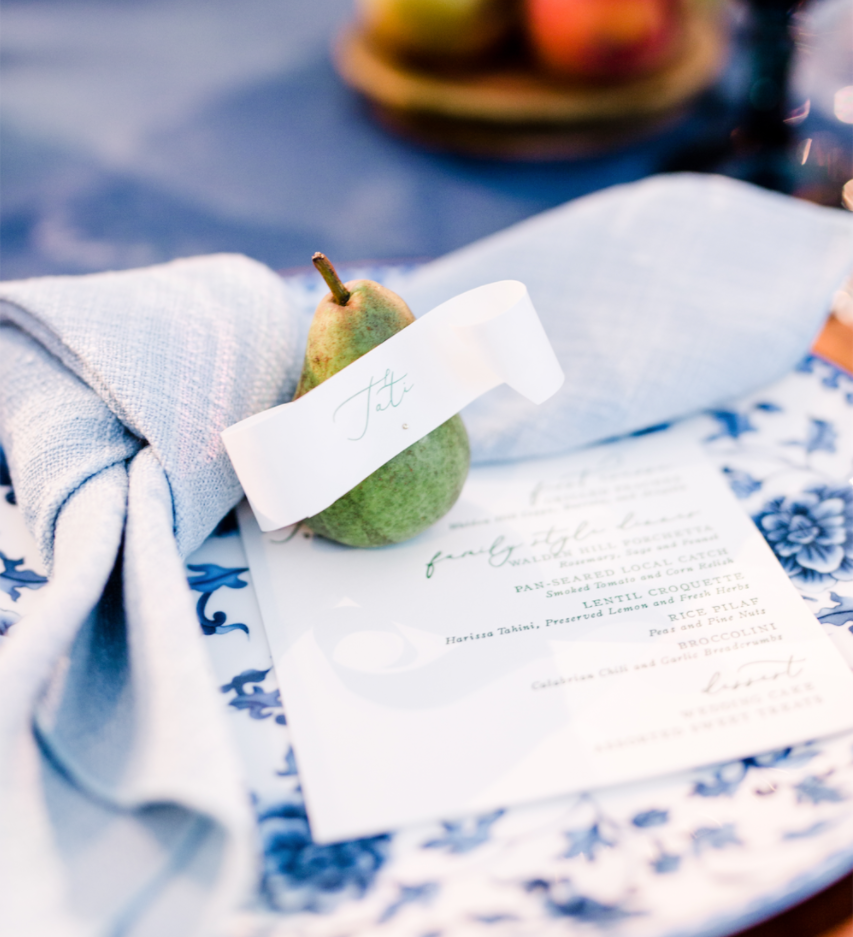 Tati
family style dinner
WALDEN HILL PORCHETTA
Rosemary, Sage and Fennel
PAN-SEARED LOCAL CATCH
Smoked Tomato and Corn Relish
LENTIL CROQUETTE
Harissa Tahini, Preserved Lemon and Fresh Herbs
RICE PILAF
Peas and Pine Nuts
BROCCOLINI
Calabrian Chili and Garlic Breadcrumbs
dessert
WEDDING CAKE
ASSORTED SWEET TREATS